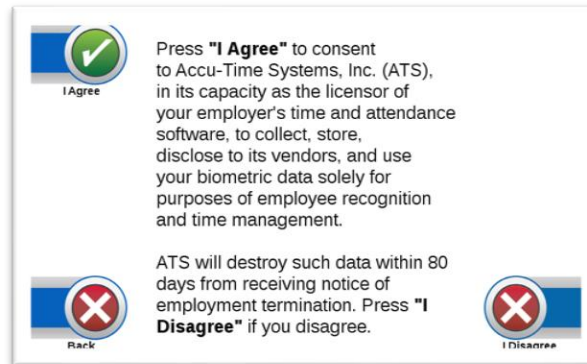 I Agree
Press "I Agree" to consent
to Accu-Time Systems, Inc. (ATS),
in its capacity as the licensor of
your employer's time and attendance
software, to collect, store,
disclose to its vendors, and use
your biometric data solely for
purposes of employee recognition
and time management.
ATS will destroy such data within 80
days from receiving notice of
employment termination. Press "I
Disagree" if you disagree.
Back
I Disagree